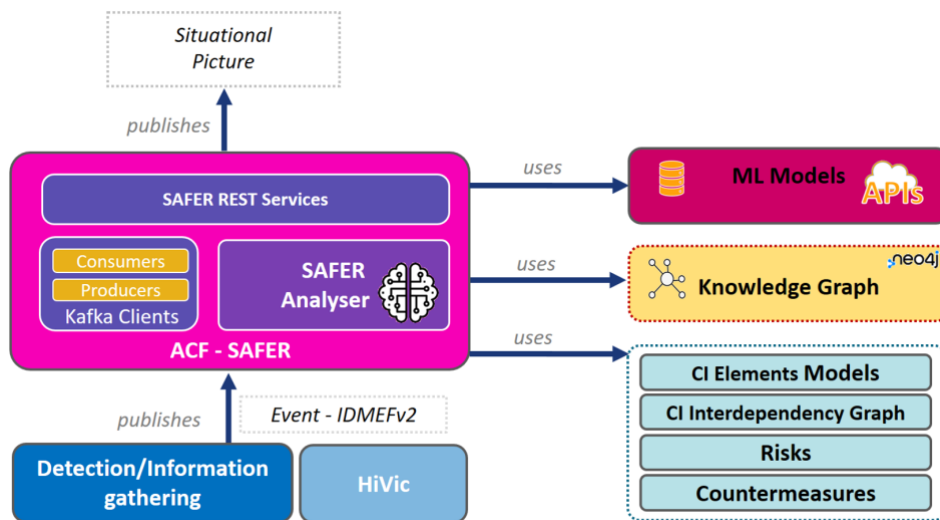 Situational
Picture
publishes
SAFER REST Services
Consumers
Producers
Kafka Clients
SAFER
Analyser
ACF - SAFER
publishes
Event - IDMEFv2
Detection/Information
gathering
HiVic
uses
ML Models
APIs
uses
neo4j
Knowledge Graph
uses
CI Elements Models
CI Interdependency Graph
Risks
Countermeasures